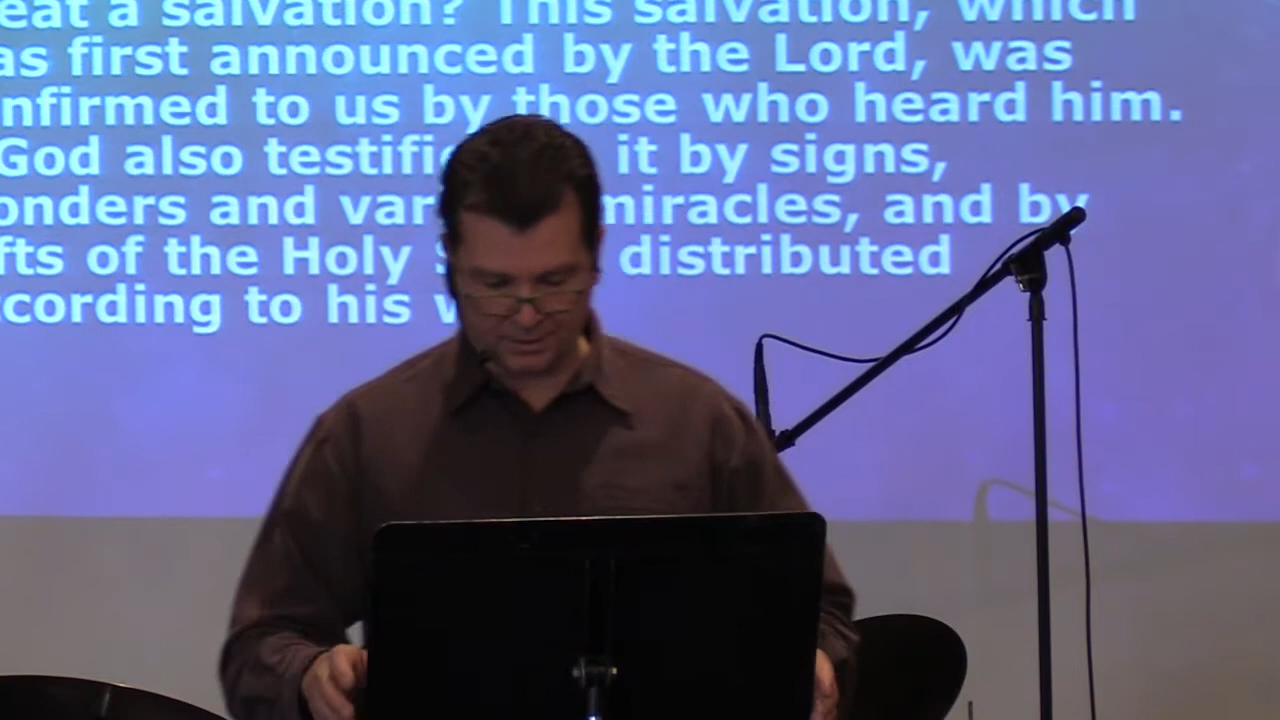 eat a salvation? This salvation, which
as first announced by the Lord, was
nfirmed to us by those who heard him.
God also testifi it by signs,
onders and var miracles, and by
fts of the Holy S distributed
ccording to his w